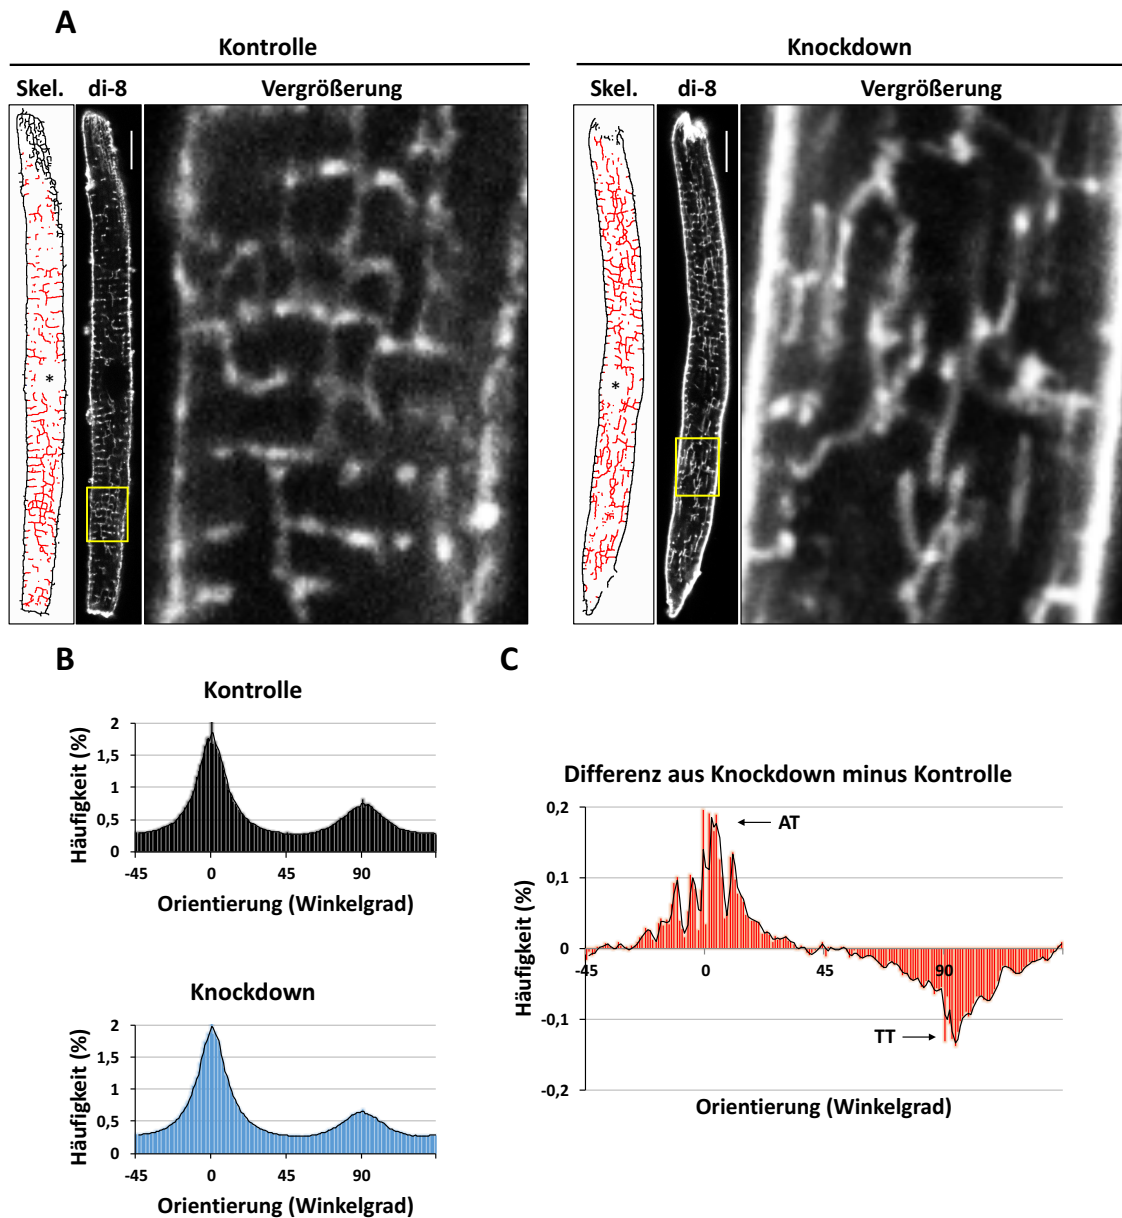 A
Kontrolle
Knockdown
Skel. di-8 Vergrößerung
Skel. di-8 Vergrößerung
*
*
B
Kontrolle
Häufigkeit (%)
2
1,5
1
0,5
0
-45 0 45 90
Orientierung (Winkelgrad)
Knockdown
Häufigkeit (%)
2
1,5
1
0,5
0
-45 0 45 90
Orientierung (Winkelgrad)
C
Differenz aus Knockdown minus Kontrolle
Häufigkeit (%)
0,2
0,1
0
-0,1
-0,2
-45 0 45 90
AT
TT
Orientierung (Winkelgrad)